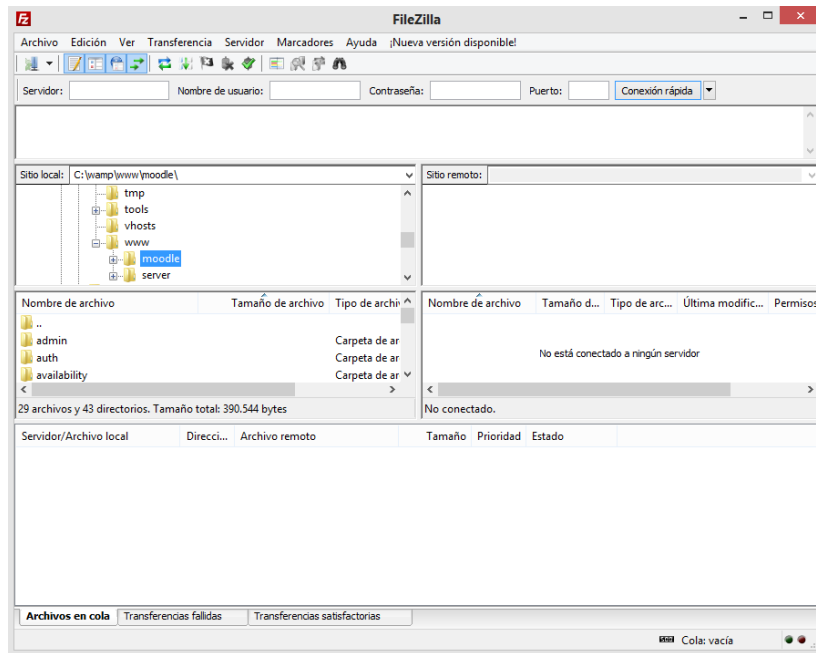 FileZilla
Archivo Edición Ver Transferencia Servidor Marcadores Ayuda ¡Nueva versión disponible!
Servidor: Nombre de usuario: Contraseña: Puerto: Conexión rápida
Sitio local: C:\wamp\www\moodle\
Sitio remoto:
tmp
tools
vhosts
www
moodle
server
Nombre de archivo Tamaño de archivo Tipo de archiv
..
admin Carpeta de ar
auth Carpeta de ar
availability Carpeta de ar
29 archivos y 43 directorios. Tamaño total: 390.544 bytes
Nombre de archivo Tamaño d... Tipo de arc... Última modific... Permisos
No está conectado a ningún servidor
No conectado.
Servidor/Archivo local Direcci... Archivo remoto Tamaño Prioridad Estado
Archivos en cola Transferencias fallidas Transferencias satisfactorias
Cola: vacía